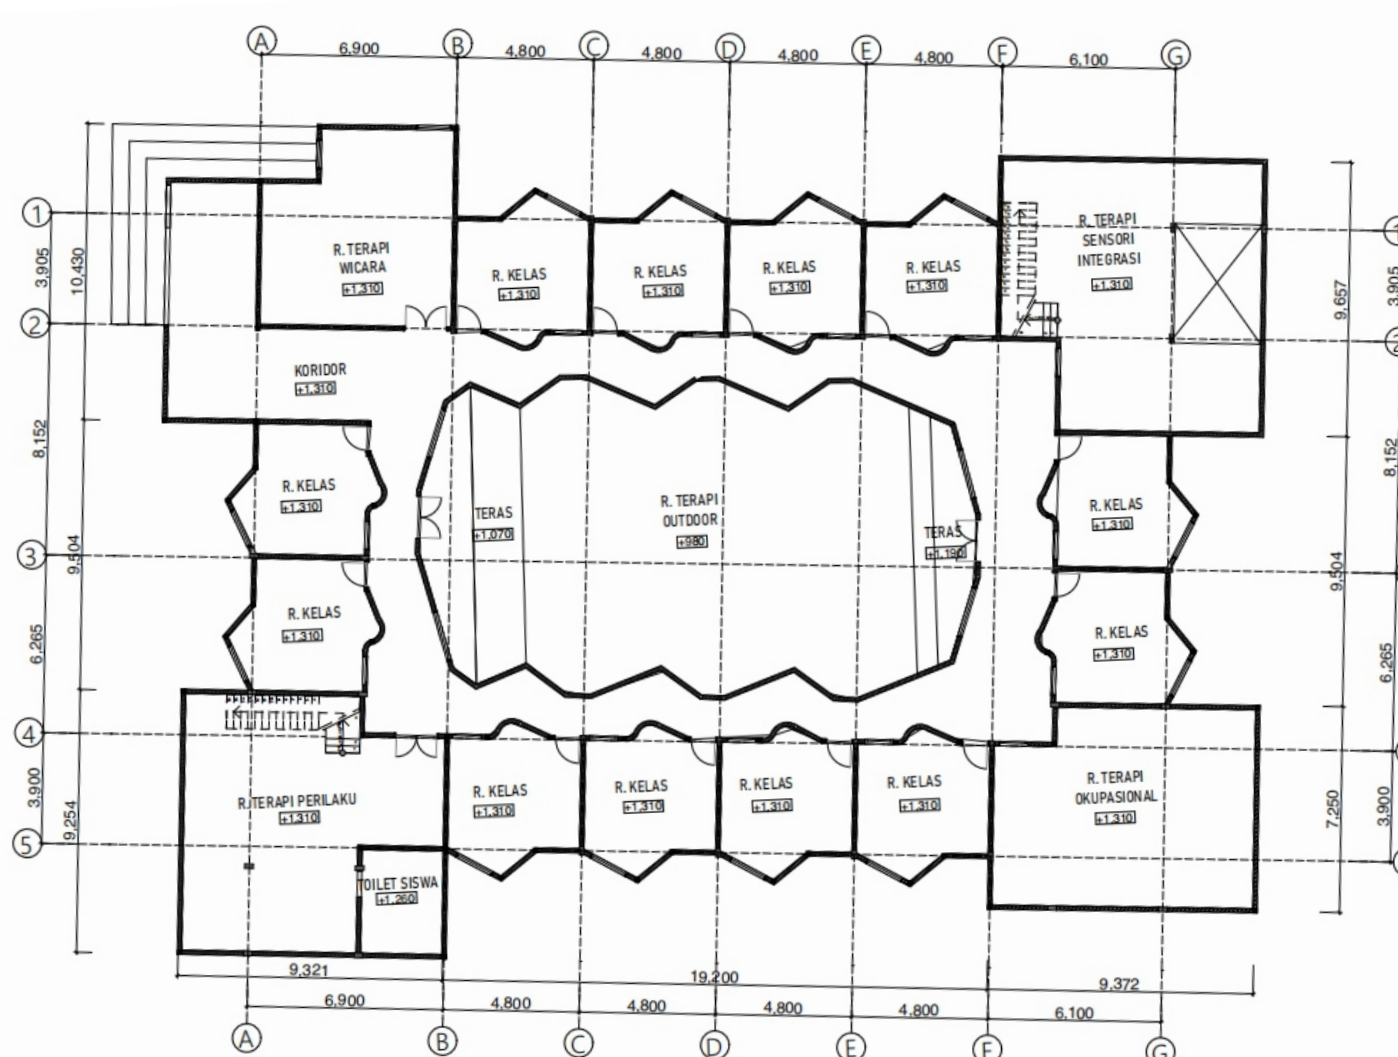 A
B
C
D
E
F
G
6,900
4,800
4,800
4,800
4,800
6,100
1
R. TERAPI
WICARA
+1,310
R. KELAS
+1,310
R. KELAS
+1,310
R. KELAS
+1,310
R. KELAS
+1,310
R. TERAPI
SENSORI
INTEGRASI
+1,310
3,905
10,430
9,657
3,905
2
KORIDOR
+1,310
8,152
8,152
R. KELAS
+1,310
TERAS
+1,070
R. TERAPI
OUTDOOR
+980
TERAS
+1,190
R. KELAS
+1,310
3
9,504
9,504
R. KELAS
+1,310
R. KELAS
+1,310
6,265
6,265
4
R. TERAPI PERILAKU
+1,310
R. KELAS
+1,310
R. KELAS
+1,310
R. KELAS
+1,310
R. KELAS
+1,310
R. TERAPI
OKUPASIONAL
+1,310
3,900
9,254
7,250
3,900
5
TOILET SISWA
+1,260
9,321
19,200
9,372
6,900
4,800
4,800
4,800
4,800
6,100
A
B
C
D
E
F
G